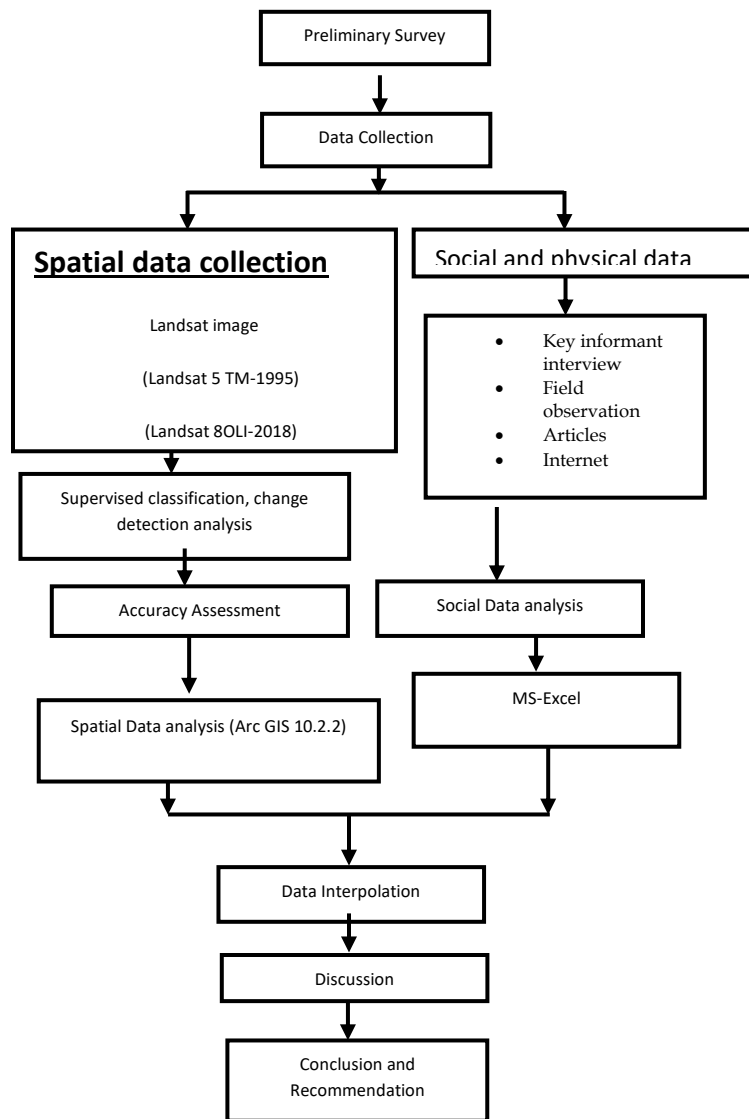 Preliminary Survey
Data Collection
Spatial data collection
Landsat image
(Landsat 5 TM-1995)
(Landsat 8OLI-2018)
Supervised classification, change
detection analysis
Accuracy Assessment
Spatial Data analysis (Arc GIS 10.2.2)
Social and physical data
• Key informant
interview
• Field
observation
• Articles
• Internet
Social Data analysis
MS-Excel
Data Interpolation
Discussion
Conclusion and
Recommendation